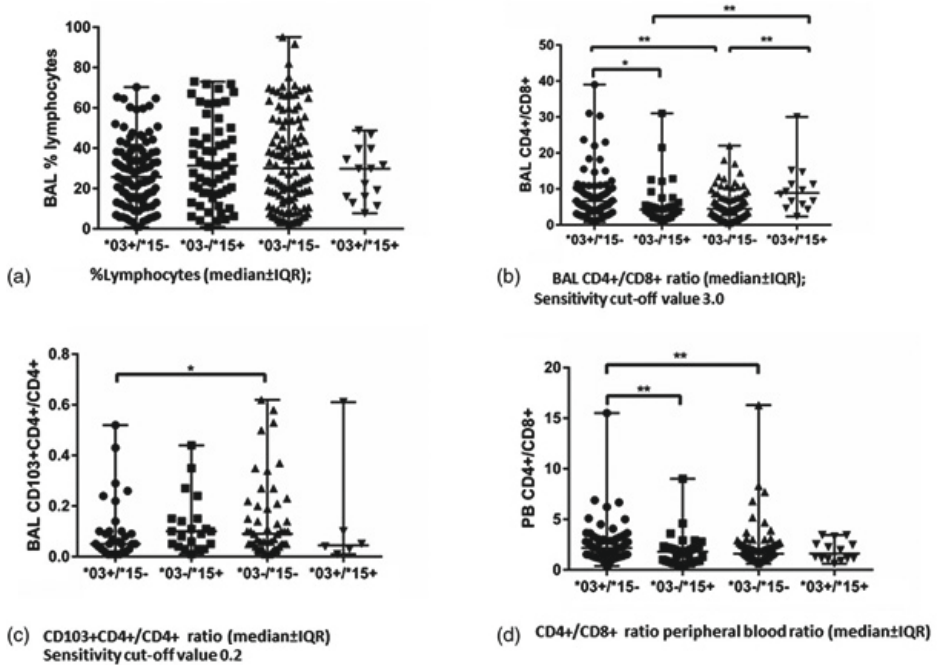 BAL % lymphocytes
100
80
60
40
20
0
*03+/*15- *03-/*15+ *03-/*15- *03+/*15+
(a) %Lymphocytes (median±IQR);
BAL CD4+/CD8+
50
40
30
20
10
0
** ** ** *
*03+/*15- *03-/*15+ *03-/*15- *03+/*15+
(b) BAL CD4+/CD8+ ratio (median±IQR);
Sensitivity cut-off value 3.0
BAL CD103+CD4+/CD4+
0.8
0.6
0.4
0.2
0.0
*
*03+/*15- *03-/*15+ *03-/*15- *03+/*15+
(c) CD103+CD4+/CD4+ ratio (median±IQR)
Sensitivity cut-off value 0.2
PB CD4+/CD8+
20
15
10
5
0
**
**
*03+/*15- *03-/*15+ *03-/*15- *03+/*15+
(d) CD4+/CD8+ ratio peripheral blood ratio (median±IQR)